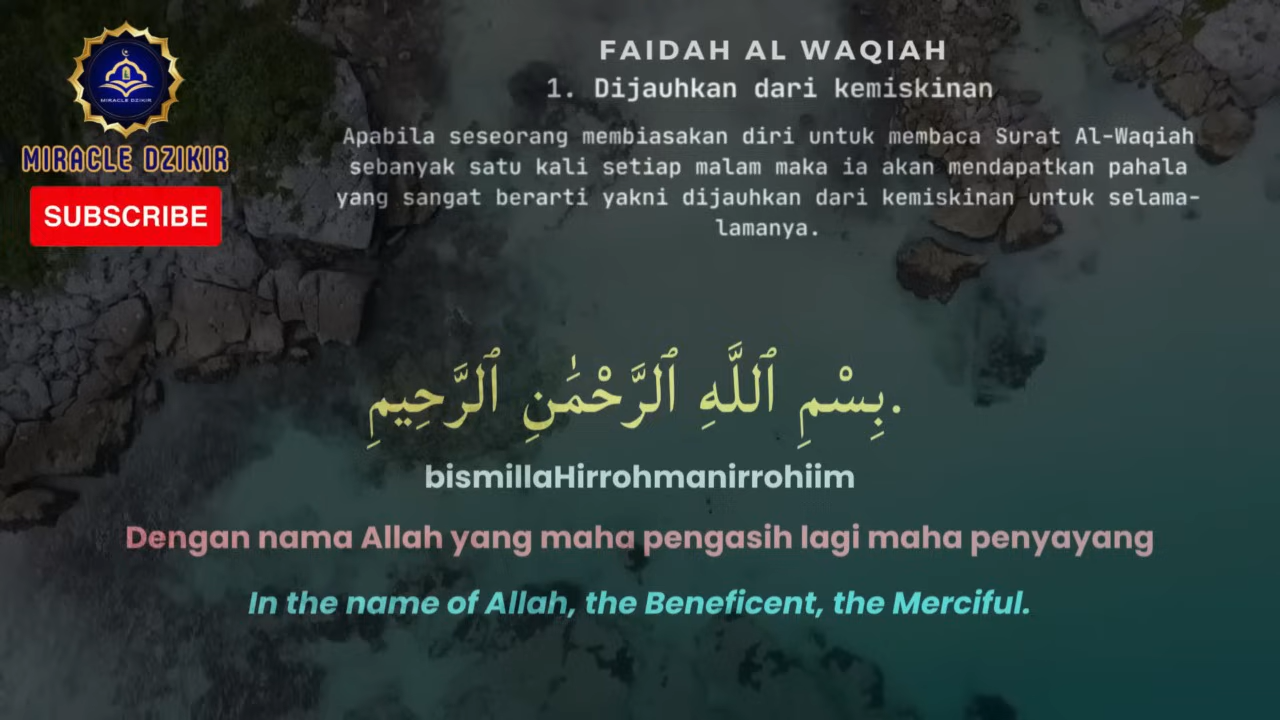 MIRACLE DZIKIR
MIRACLE DZIKIR
SUBSCRIBE
FAIDAH AL WAQIAH
1. Dijauhkan dari kemiskinan
Apabila seseorang membiasakan diri untuk membaca Surat Al-Waqiah
sebanyak satu kali setiap malam maka ia akan mendapatkan pahala
yang sangat berarti yakni dijauhkan dari kemiskinan untuk selama-
lamanya.
بِسْمِ ٱللَّهِ ٱلرَّحْمَٰنِ ٱلرَّحِيمِ.
bismillaHirrohmanirrohiim
Dengan nama Allah yang maha pengasih lagi maha penyayang
In the name of Allah, the Beneficent, the Merciful.